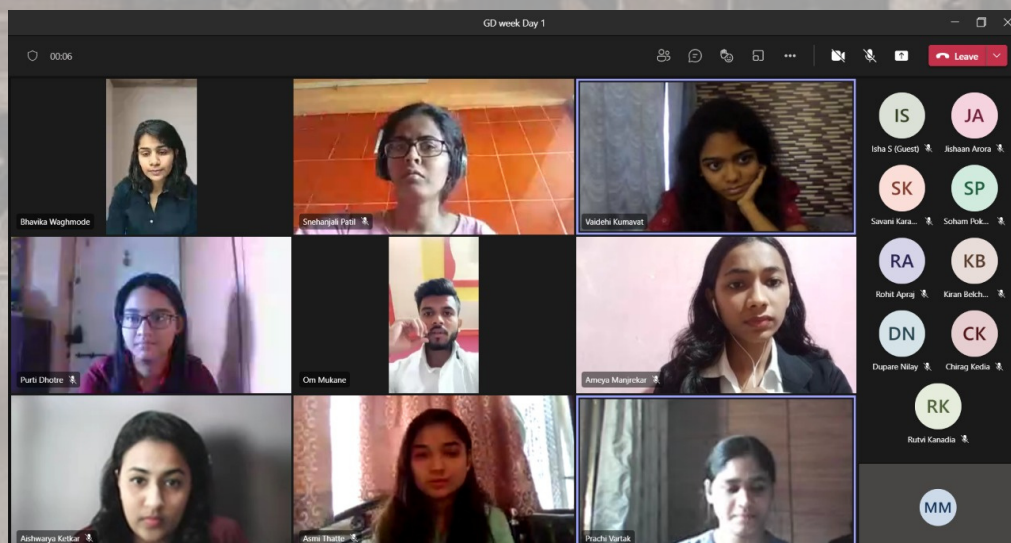 GD week Day 1
00:06
Leave
Bhavika Waghmode
Snehanjali Patil
Vaidehi Kumavat
IS
JA
Isha S (Guest)
Jishaan Arora
SK
SP
Savani Kara...
Soham Pok...
Purti Dhotre
Om Mukane
Ameya Manjrekar
RA
KB
Rohit Apraj
Kiran Belch...
DN
CK
Dupare Nilay
Chirag Kedia
RK
Rutvi Kanadia
Aishwarya Ketkar
Asmi Thatte
Prachi Vartak
MM